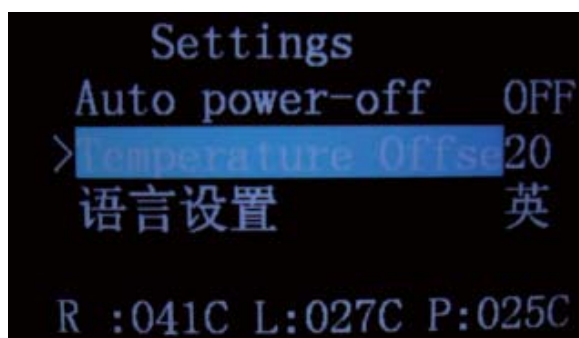 Settings
Auto power-off OFF
>Temperature Offse20
语言设置 英
R :041C L:027C P:025C